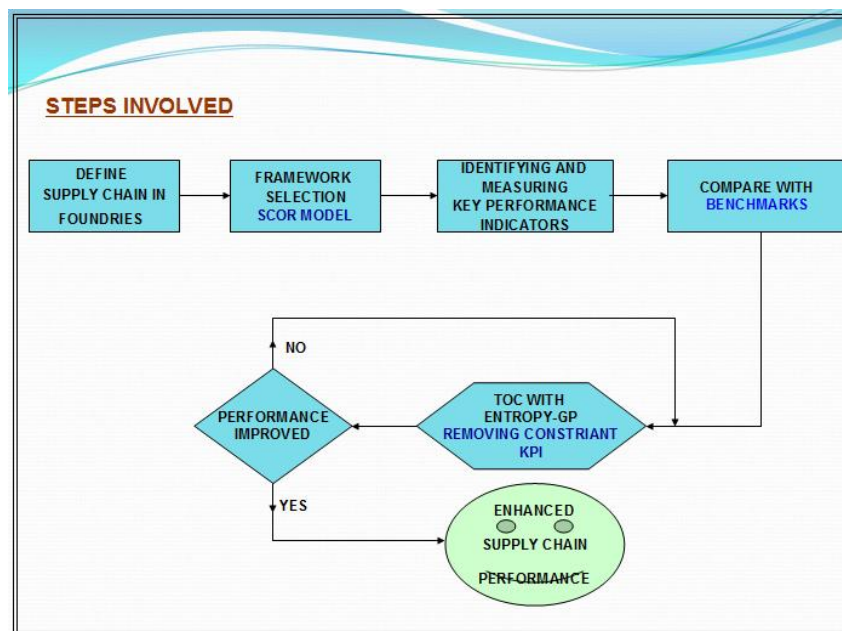 STEPS INVOLVED
DEFINE
SUPPLY CHAIN IN
FOUNDRIES
FRAMEWORK
SELECTION
SCOR MODEL
IDENTIFYING AND
MEASURING
KEY PERFORMANCE
INDICATORS
COMPARE WITH
BENCHMARKS
NO
PERFORMANCE
IMPROVED
TOC WITH
ENTROPY-GP
REMOVING CONSTRIANT
KPI
YES
ENHANCED
SUPPLY CHAIN
PERFORMANCE